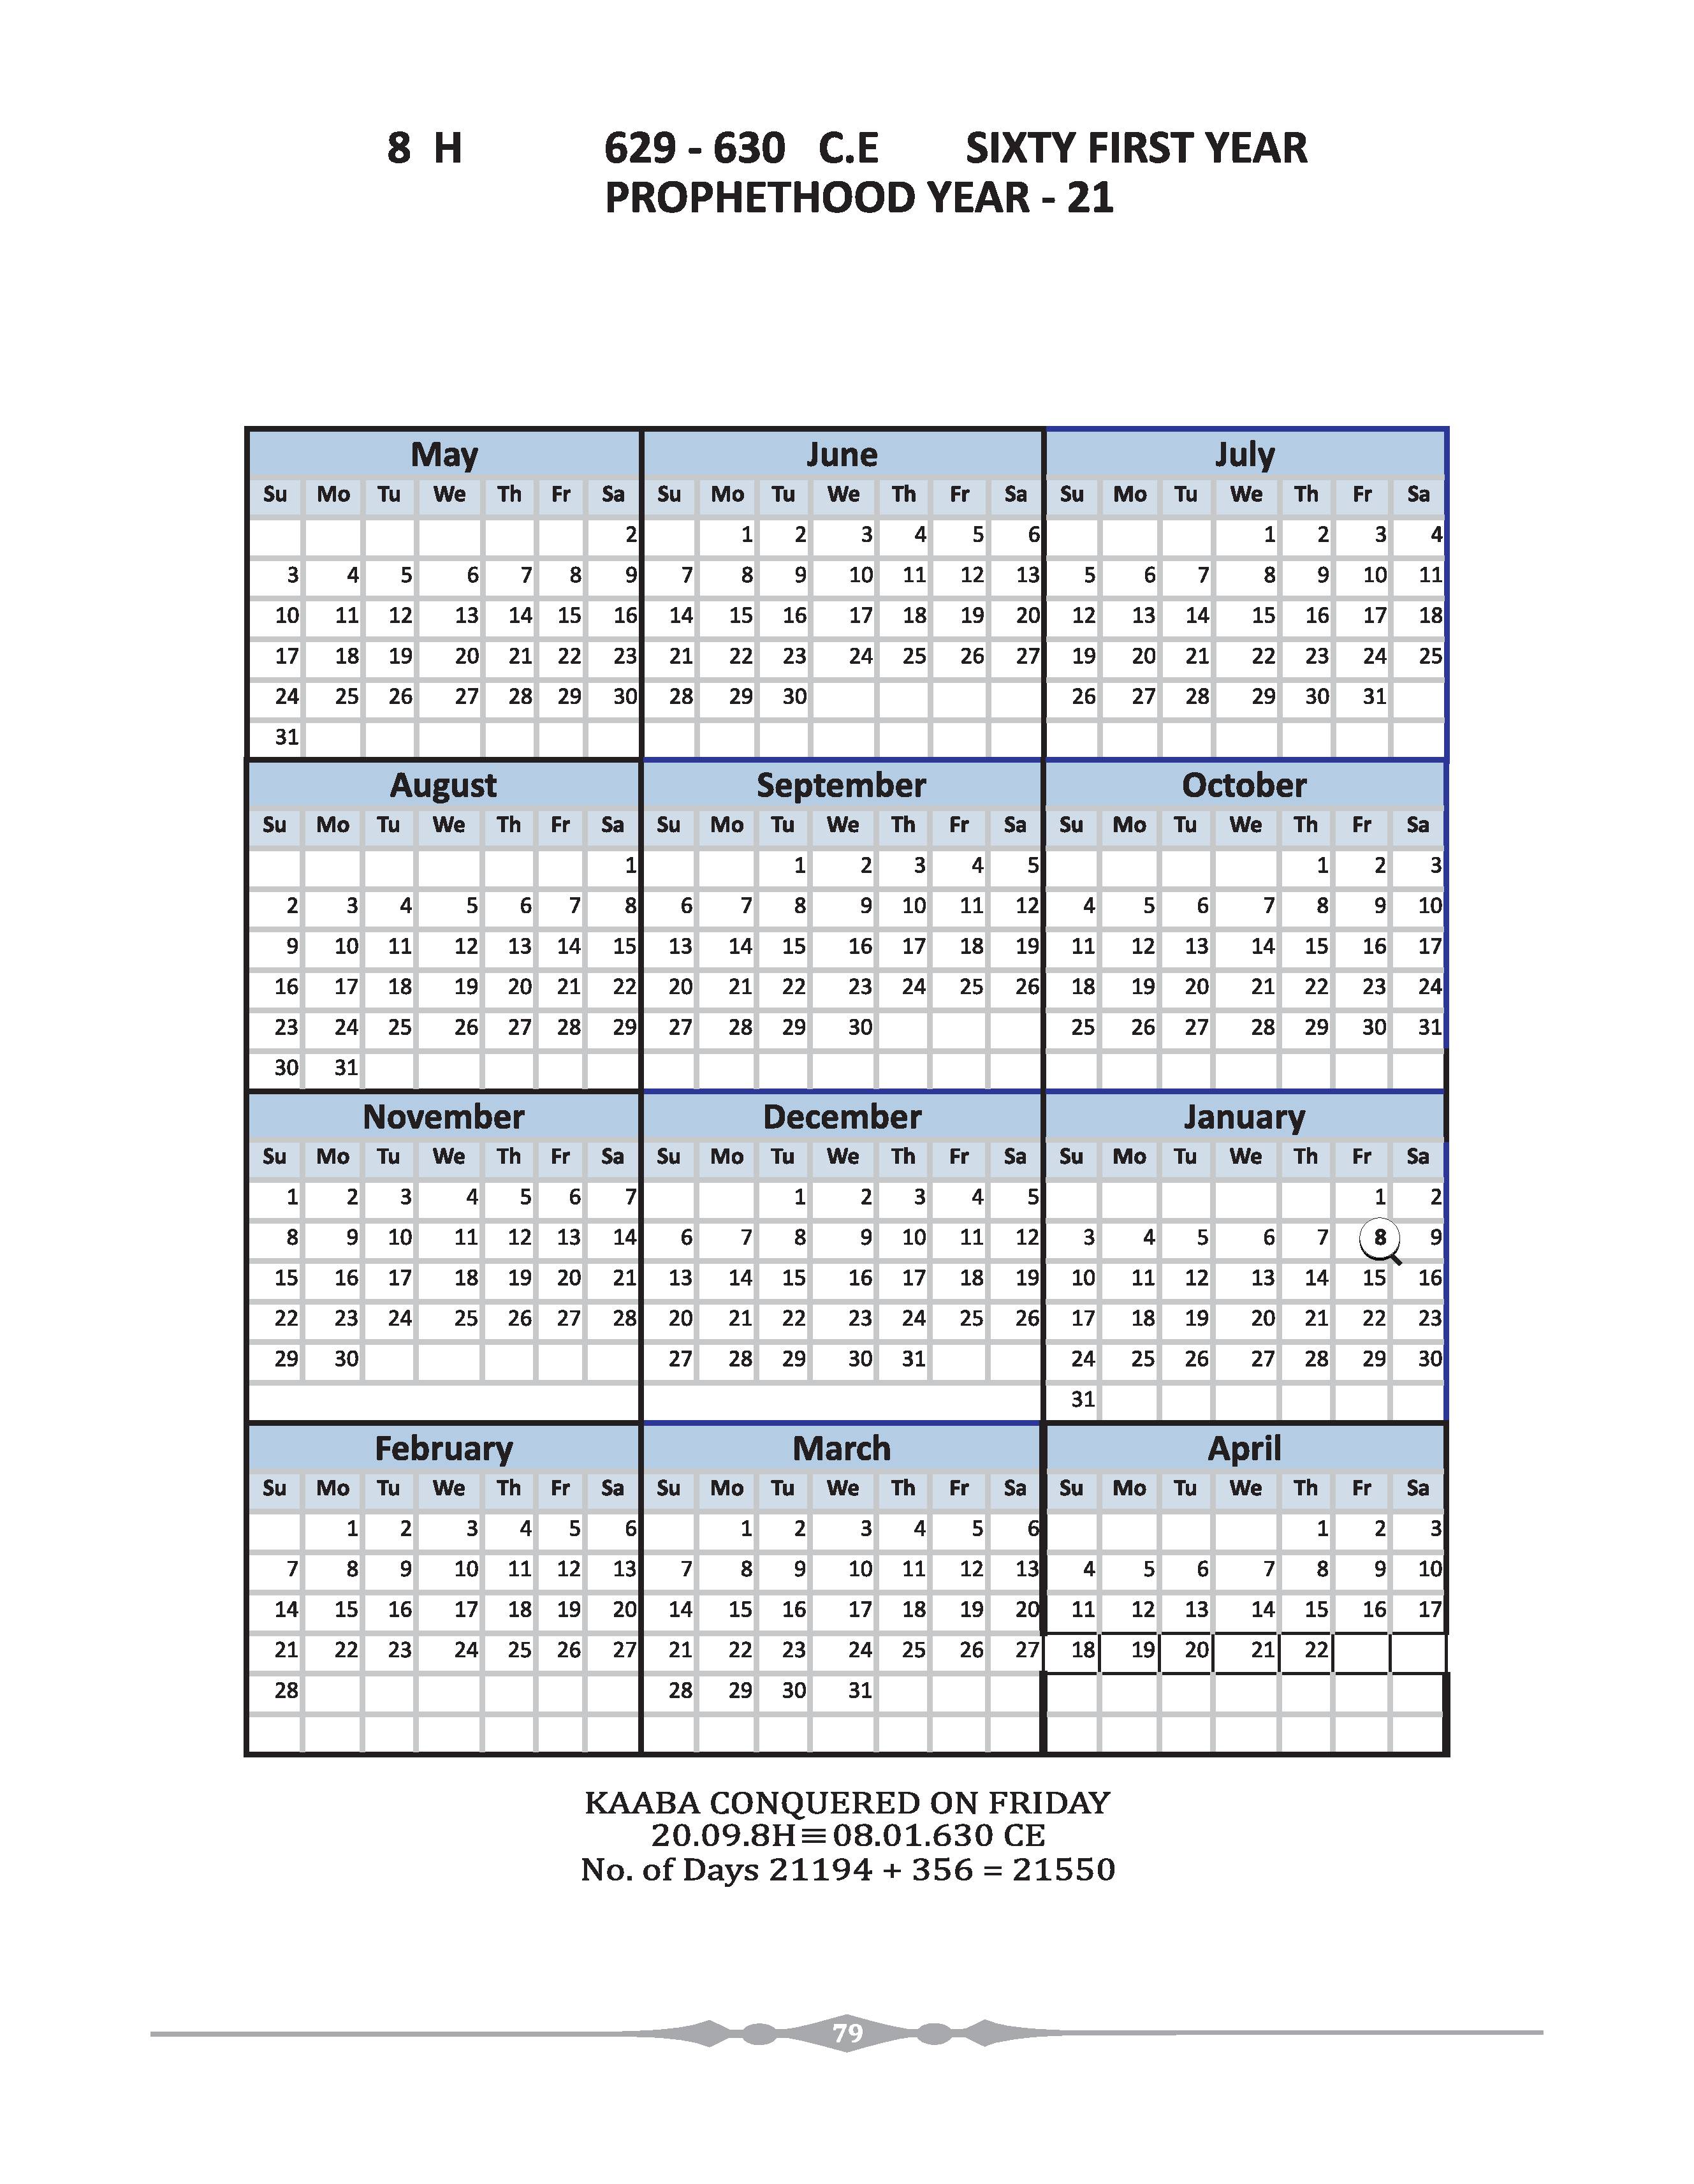 8 H 629 - 630 C.E SIXTY FIRST YEAR
PROPHETHOOD YEAR - 21
May June July
Su Mo Tu We Th Fr Sa Su Mo Tu We Th Fr Sa Su Mo Tu We Th Fr Sa
2 1 2 3 4 5 6 1 2 3 4
3 4 5 6 7 8 9 7 8 9 10 11 12 13 5 6 7 8 9 10 11
10 11 12 13 14 15 16 14 15 16 17 18 19 20 12 13 14 15 16 17 18
17 18 19 20 21 22 23 21 22 23 24 25 26 27 19 20 21 22 23 24 25
24 25 26 27 28 29 30 28 29 30 26 27 28 29 30 31
31
August September October
Su Mo Tu We Th Fr Sa Su Mo Tu We Th Fr Sa Su Mo Tu We Th Fr Sa
1 1 2 3 4 5 1 2 3
2 3 4 5 6 7 8 6 7 8 9 10 11 12 4 5 6 7 8 9 10
9 10 11 12 13 14 15 13 14 15 16 17 18 19 11 12 13 14 15 16 17
16 17 18 19 20 21 22 20 21 22 23 24 25 26 18 19 20 21 22 23 24
23 24 25 26 27 28 29 27 28 29 30 25 26 27 28 29 30 31
30 31
November December January
Su Mo Tu We Th Fr Sa Su Mo Tu We Th Fr Sa Su Mo Tu We Th Fr Sa
1 2 3 4 5 6 7 1 2 3 4 5 1 2
8 9 10 11 12 13 14 6 7 8 9 10 11 12 3 4 5 6 7 8 9
15 16 17 18 19 20 21 13 14 15 16 17 18 19 10 11 12 13 14 15 16
22 23 24 25 26 27 28 20 21 22 23 24 25 26 17 18 19 20 21 22 23
29 30 27 28 29 30 31 24 25 26 27 28 29 30
31
February March April
Su Mo Tu We Th Fr Sa Su Mo Tu We Th Fr Sa Su Mo Tu We Th Fr Sa
1 2 3 4 5 6 1 2 3 4 5 6 1 2 3
7 8 9 10 11 12 13 7 8 9 10 11 12 13 4 5 6 7 8 9 10
14 15 16 17 18 19 20 14 15 16 17 18 19 20 11 12 13 14 15 16 17
21 22 23 24 25 26 27 21 22 23 24 25 26 27 18 19 20 21 22
28 28 29 30 31
KAABA CONQUERED ON FRIDAY
20.09.8H≡08.01.630 CE
No. of Days 21194 + 356 = 21550
79